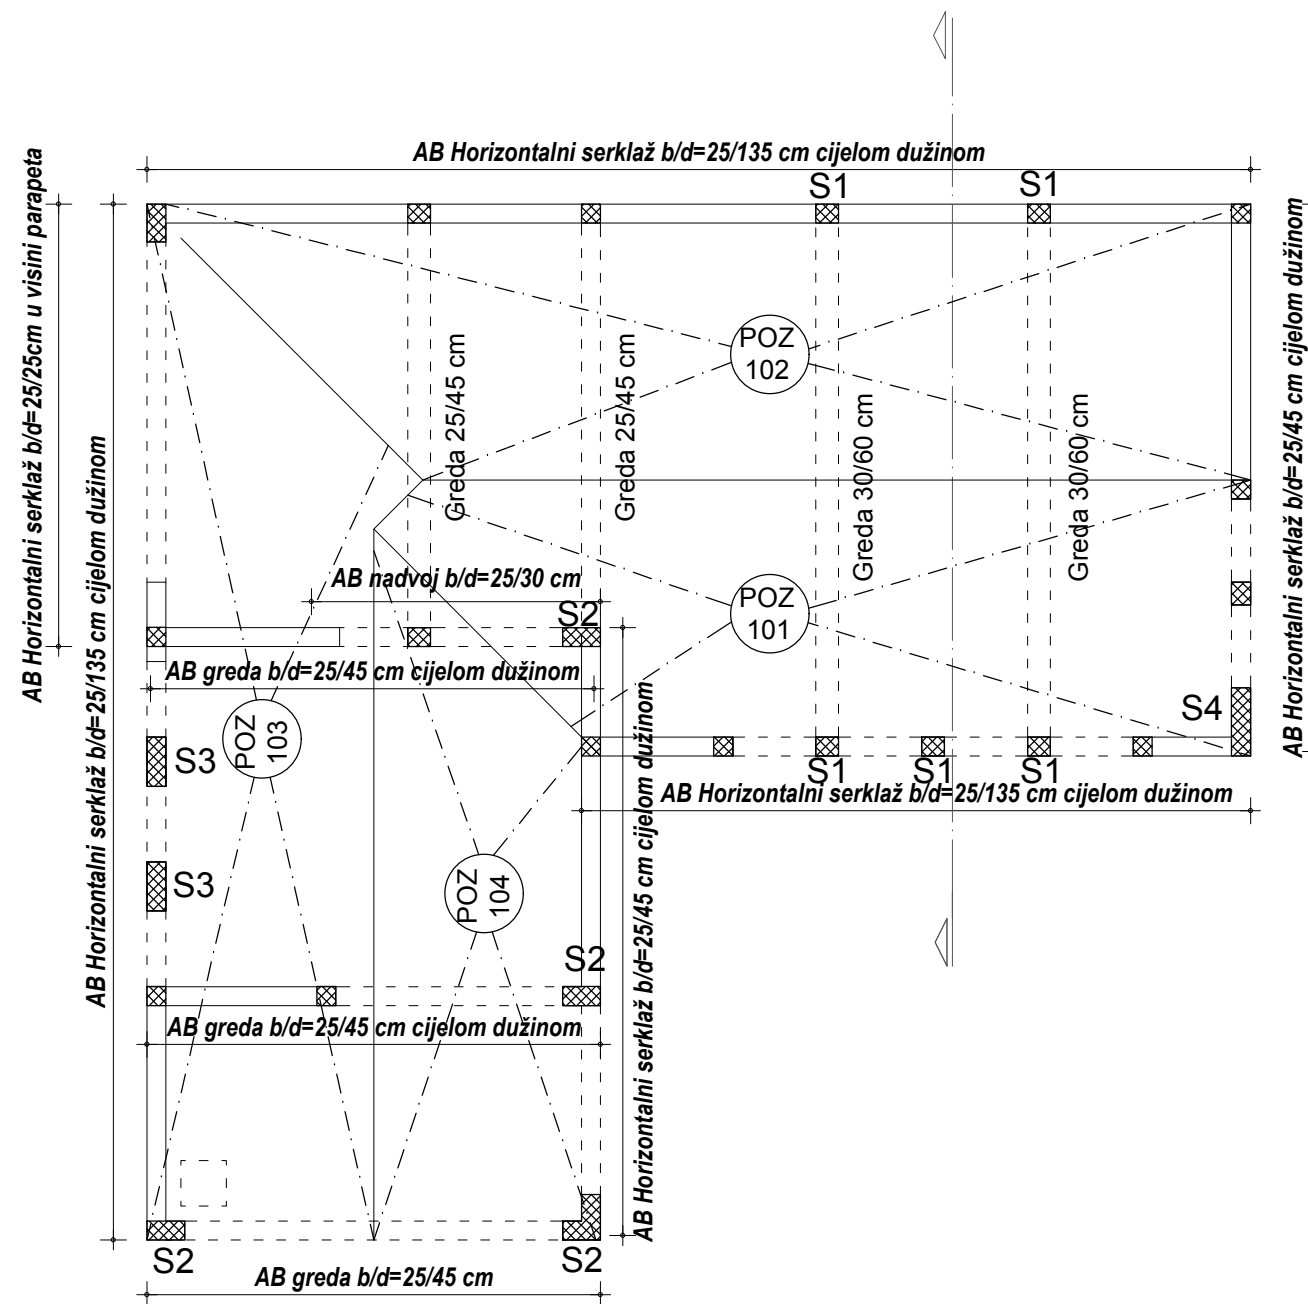 AB Horizontalni serklaž b/d=25/135 cm cijelom dužinom
S1
S1
AB Horizontalni serklaž b/d=25/25cm u visini parapeta
AB Horizontalni serklaž b/d=25/135 cm cijelom dužinom
AB Horizontalni serklaž b/d=25/45 cm cijelom dužinom
POZ
102
Greda 25/45 cm
Greda 25/45 cm
Greda 30/60 cm
Greda 30/60 cm
AB nadvoj b/d=25/30 cm
S2
POZ
101
AB greda b/d=25/45 cm cijelom dužinom
S4
POZ
103
S3
S1
S1
S1
AB Horizontalni serklaž b/d=25/135 cm cijelom dužinom
S3
POZ
104
AB Horizontalni serklaž b/d=25/45 cm cijelom dužinom
S2
AB greda b/d=25/45 cm cijelom dužinom
S2
S2
AB greda b/d=25/45 cm